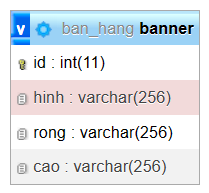 v ban_hang banner
id : int(11)
hinh : varchar(256)
rong : varchar(256)
cao : varchar(256)